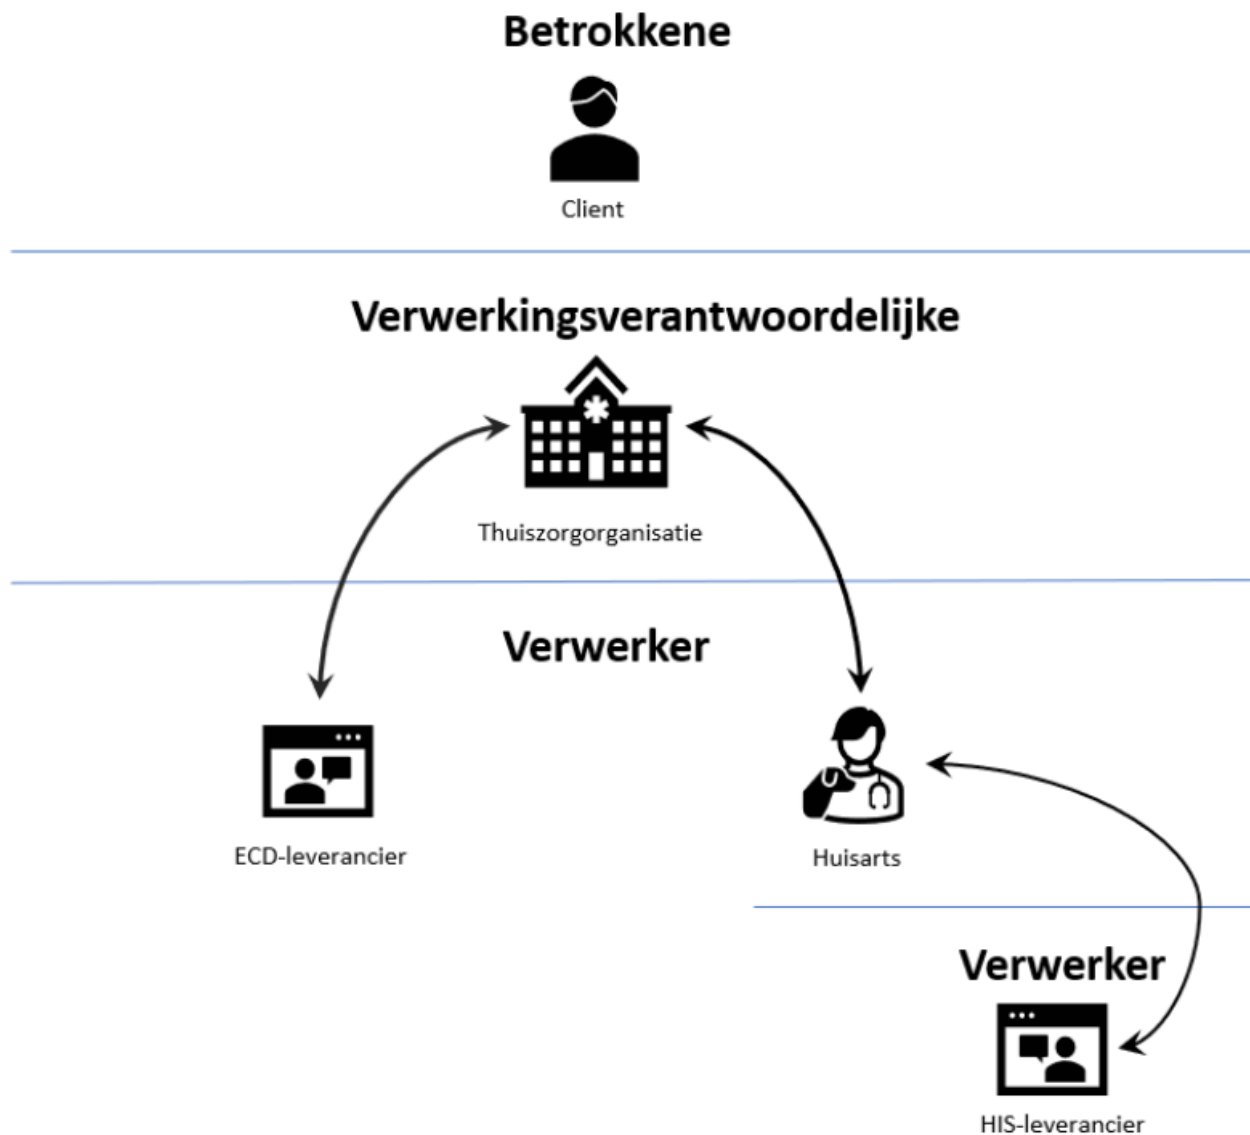 Betrokkene
Client
Verwerkingsverantwoordelijke
Thuiszorgorganisatie
Verwerker
ECD-leverancier
Huisarts
Verwerker
HIS-leverancier